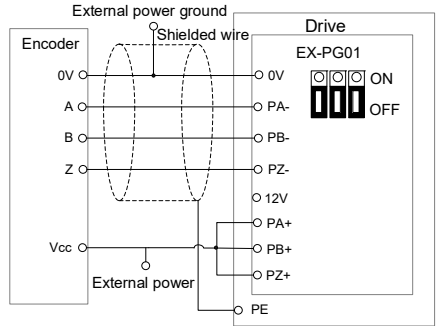 External power ground
Drive
Encoder
Shielded wire
EX-PG01
0V
0V
ON
A
PA-
OFF
B
PB-
Z
PZ-
12V
PA+
Vcc
PB+
PZ+
External power
PE